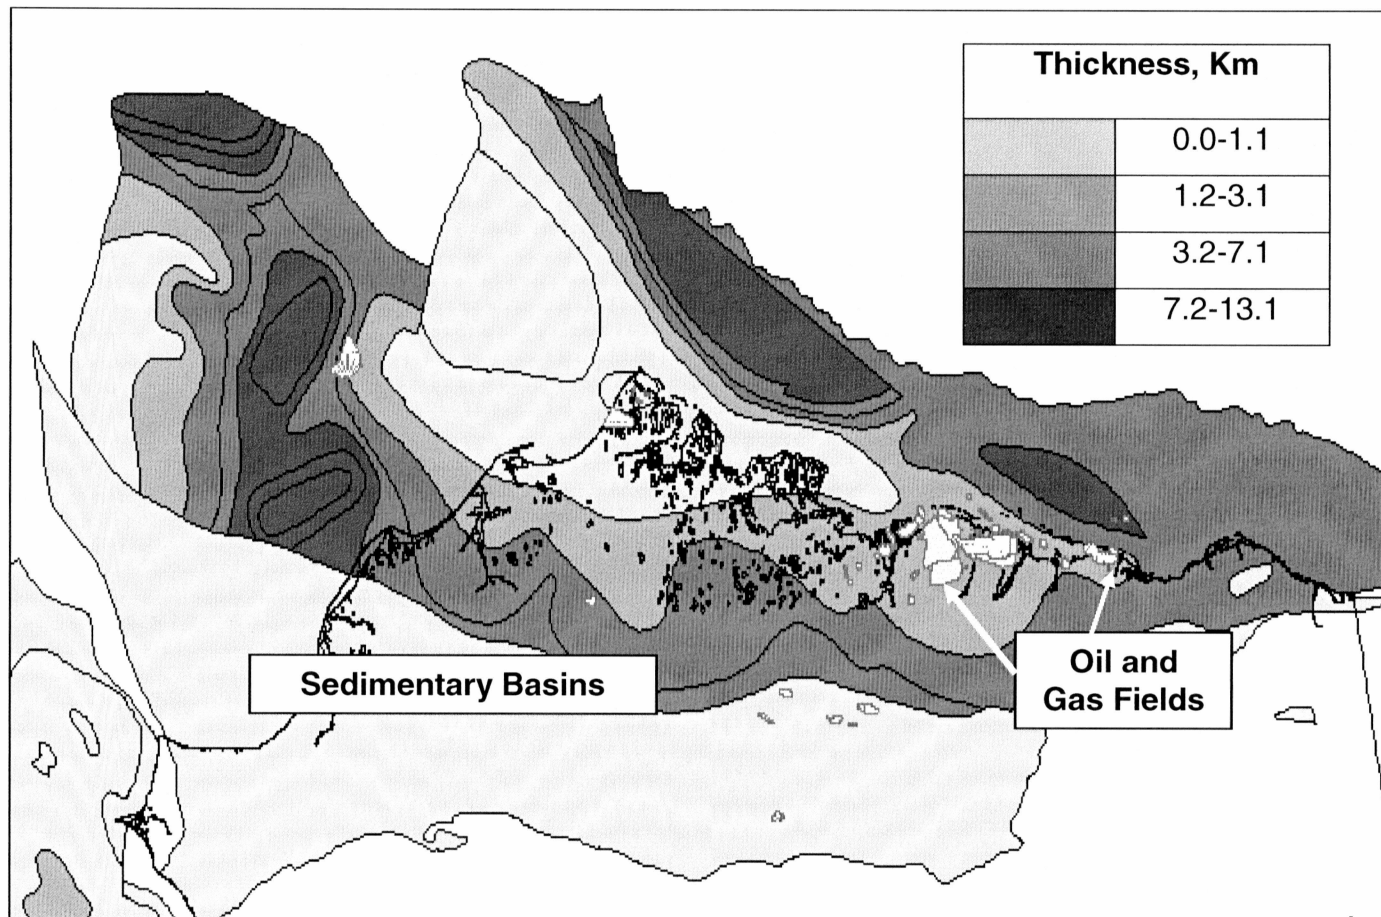 Thickness, Km
0.0-1.1
1.2-3.1
3.2-7.1
7.2-13.1
Sedimentary Basins
Oil and
Gas Fields